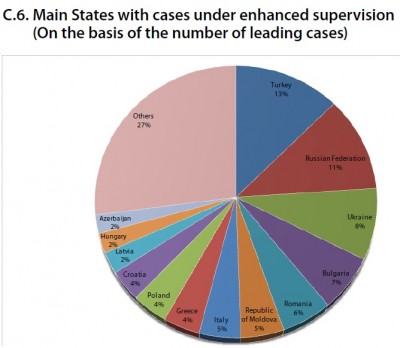 C.6. Main States with cases under enhanced supervision
(On the basis of the number of leading cases)
Turkey
13%
Russian Federation
11%
Ukraine
8%
Bulgaria
7%
Romania
6%
Republic
of Moldova
5%
Italy
5%
Greece
4%
Poland
4%
Croatia
4%
Latvia
2%
Hungary
2%
Azerbaijan
2%
Others
27%